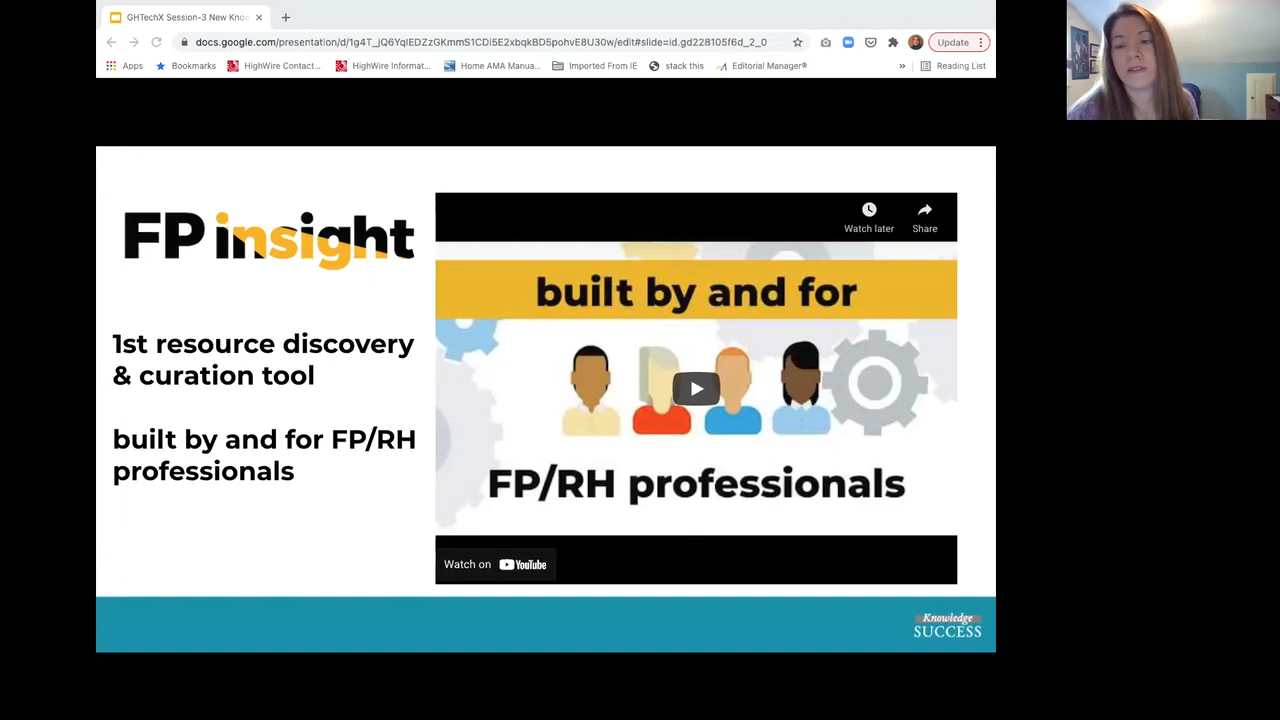 GHTechX Session-3 New Kno
docs.google.com/presentation/d/1g4T_jQ6YqlEDZzGKmmS1CDi5E2xbqkBD5pohvE8U30w/edit#slide=id.gd228105f6d_2_0
Update
Apps
Bookmarks
HighWire Contact...
HighWire Informat...
Home AMA Manua...
Imported From IE
stack this
Editorial Manager®
»
Reading List
FP insight
1st resource discovery
& curation tool
built by and for FP/RH
professionals
Watch later
Share
built by and for
FP/RH professionals
Watch on YouTube
Knowledge
SUCCESS